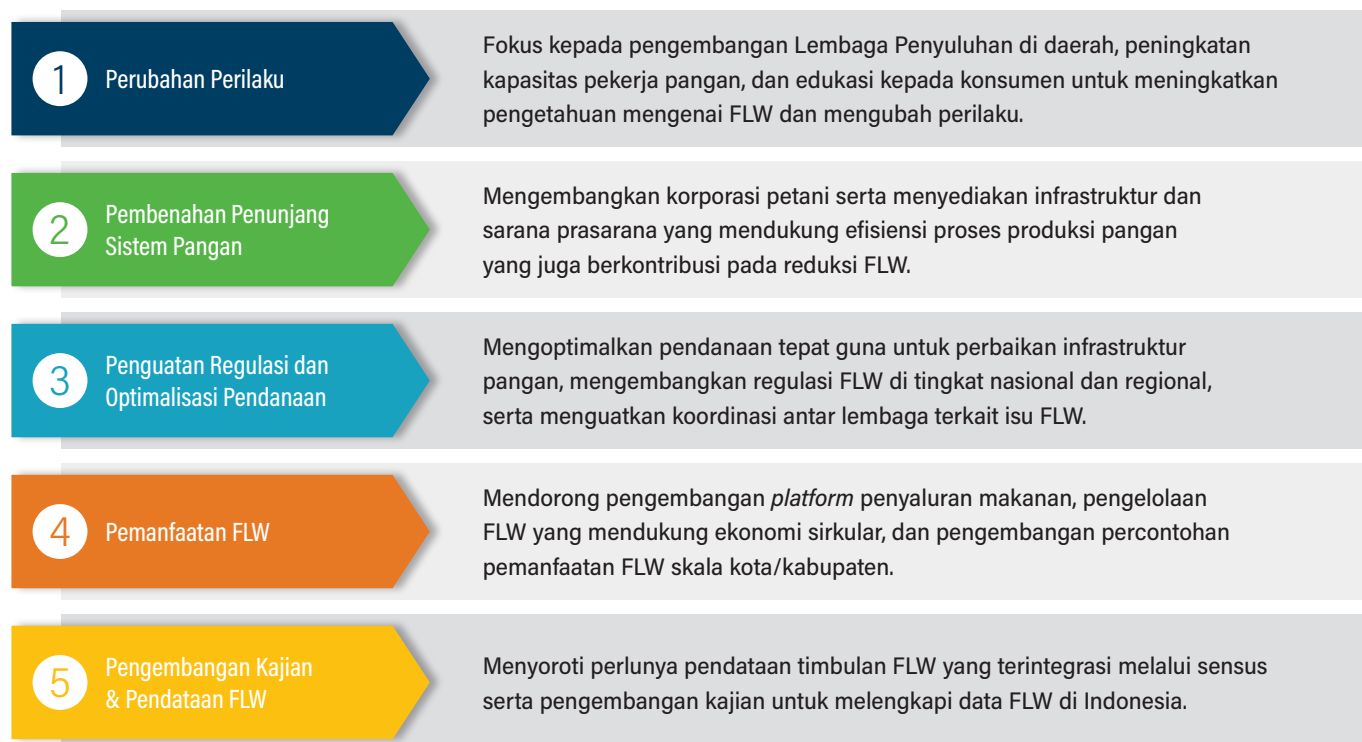 1
Perubahan Perilaku
Fokus kepada pengembangan Lembaga Penyuluhan di daerah, peningkatan
kapasitas pekerja pangan, dan edukasi kepada konsumen untuk meningkatkan
pengetahuan mengenai FLW dan mengubah perilaku.
2
Pembenahan Penunjang
Sistem Pangan
Mengembangkan korporasi petani serta menyediakan infrastruktur dan
sarana prasarana yang mendukung efisiensi proses produksi pangan
yang juga berkontribusi pada reduksi FLW.
3
Penguatan Regulasi dan
Optimalisasi Pendanaan
Mengoptimalkan pendanaan tepat guna untuk perbaikan infrastruktur
pangan, mengembangkan regulasi FLW di tingkat nasional dan regional,
serta menguatkan koordinasi antar lembaga terkait isu FLW.
4
Pemanfaatan FLW
Mendorong pengembangan platform penyaluran makanan, pengelolaan
FLW yang mendukung ekonomi sirkular, dan pengembangan percontohan
pemanfaatan FLW skala kota/kabupaten.
5
Pengembangan Kajian
& Pendataan FLW
Menyoroti perlunya pendataan timbulan FLW yang terintegrasi melalui sensus
serta pengembangan kajian untuk melengkapi data FLW di Indonesia.